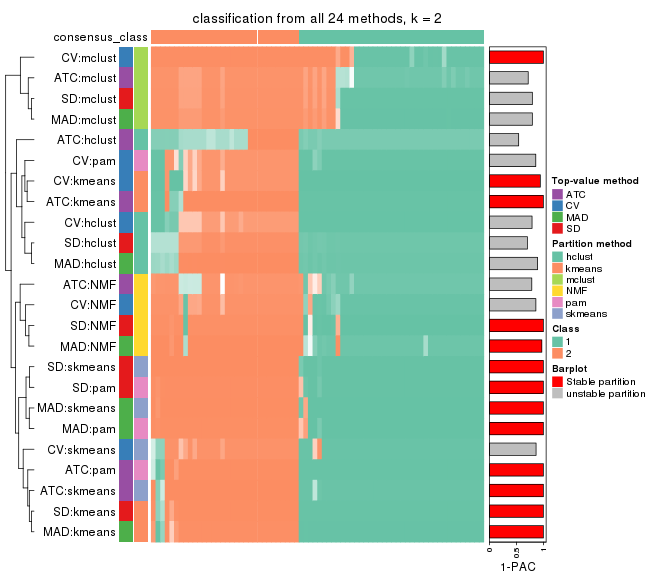 classification from all 24 methods, k = 2
consensus_class
CV:mclust
ATC:mclust
SD:mclust
MAD:mclust
ATC:hclust
CV:pam
CV:kmeans
ATC:kmeans
CV:hclust
SD:hclust
MAD:hclust
ATC:NMF
CV:NMF
SD:NMF
MAD:NMF
SD:skmeans
SD:pam
MAD:skmeans
MAD:pam
CV:skmeans
ATC:pam
ATC:skmeans
SD:kmeans
MAD:kmeans
0
0.5
1
1-PAC
Top-value method
ATC
CV
MAD
SD
Partition method
hclust
kmeans
mclust
NMF
pam
skmeans
Class
1
2
Barplot
Stable partition
unstable partition